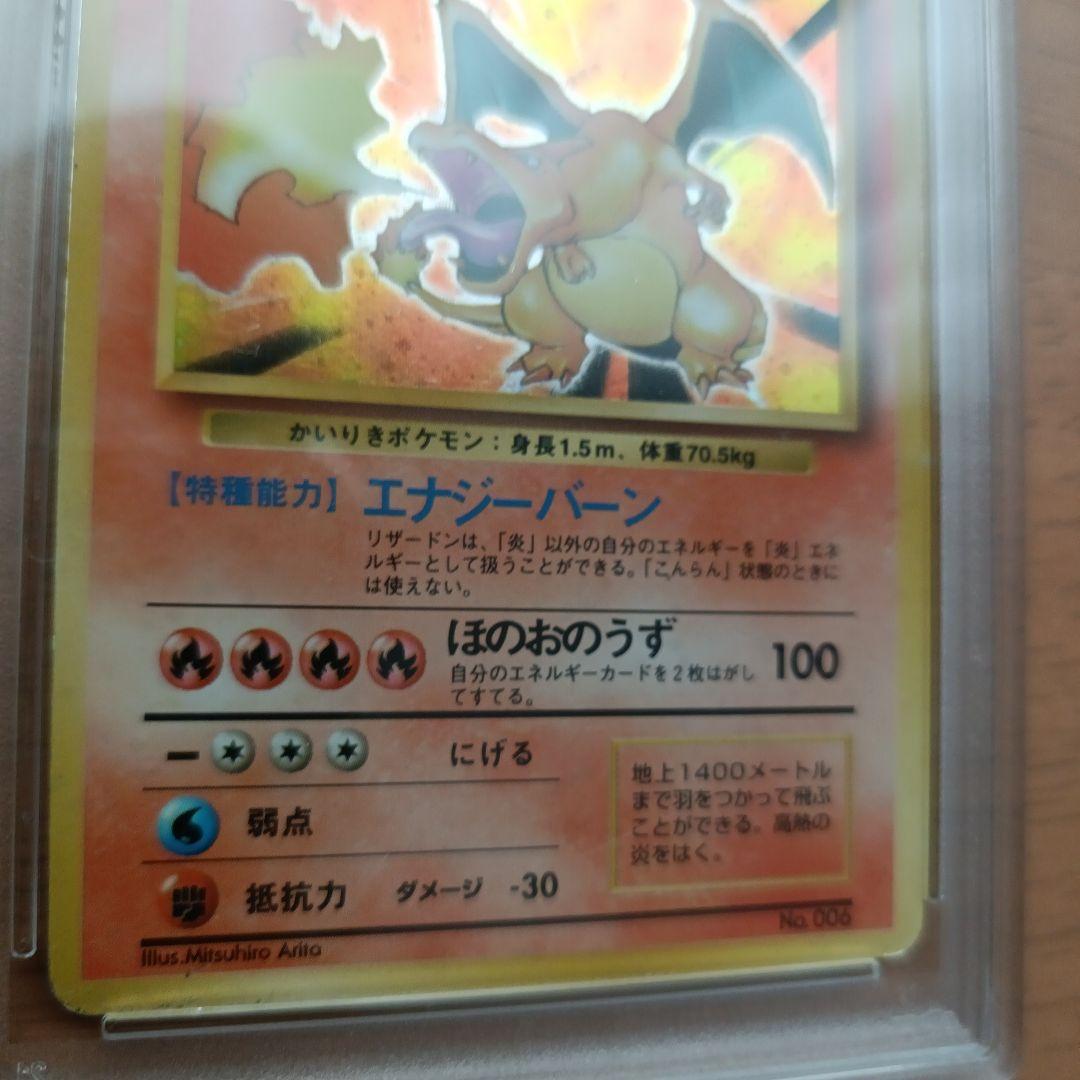 かいりきポケモン：身長1.5m、体重70.5kg
【特種能力】エナジーバーン
リザードンは、「炎」以外の自分のエネルギーを「炎」エネ
ルギーとして扱うことができる。「こんらん」状態のときに
は使えない。
ほのおのうず 100
自分のエネルギーカードを2枚はがし
てすてる。
ー にげる
弱点
抵抗力 ダメージ -30
地上1400メートル
まで羽をつかって飛ぶ
ことができる。高熱の
炎をはく。
No. 006
Illus.Mitsuhiro Arita